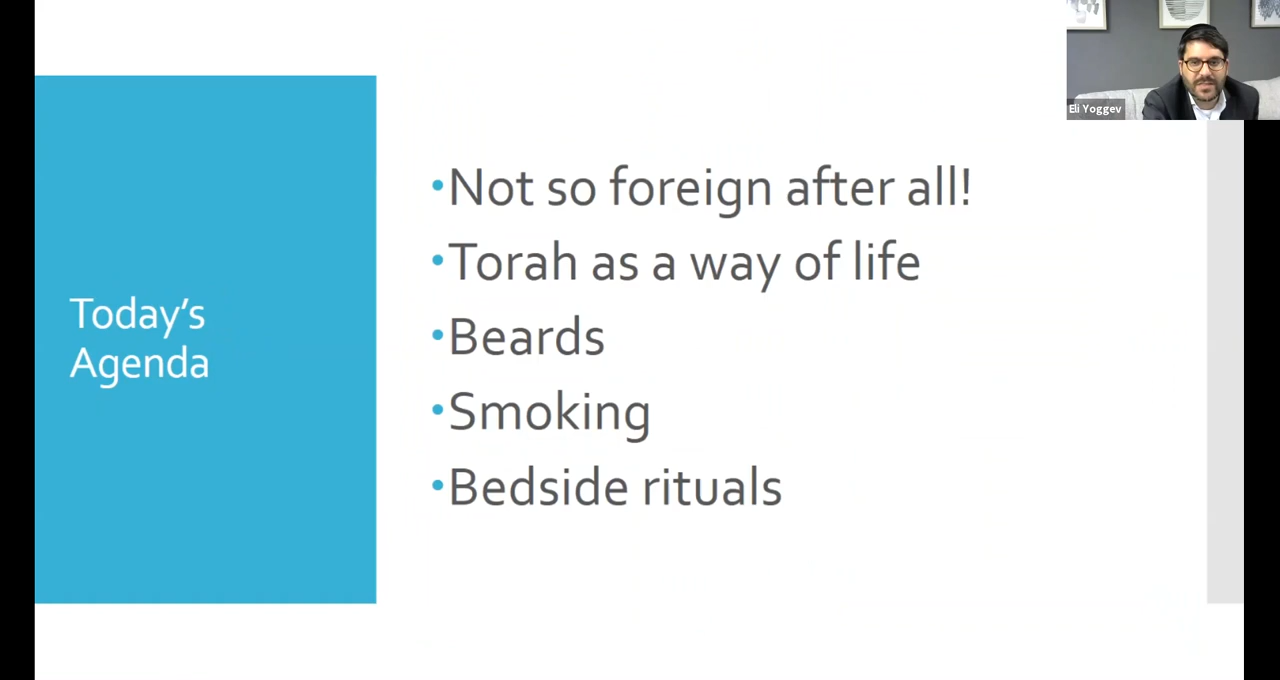 Eli Yoggev
Today’s
Agenda
•Not so foreign after all!
•Torah as a way of life
•Beards
•Smoking
•Bedside rituals